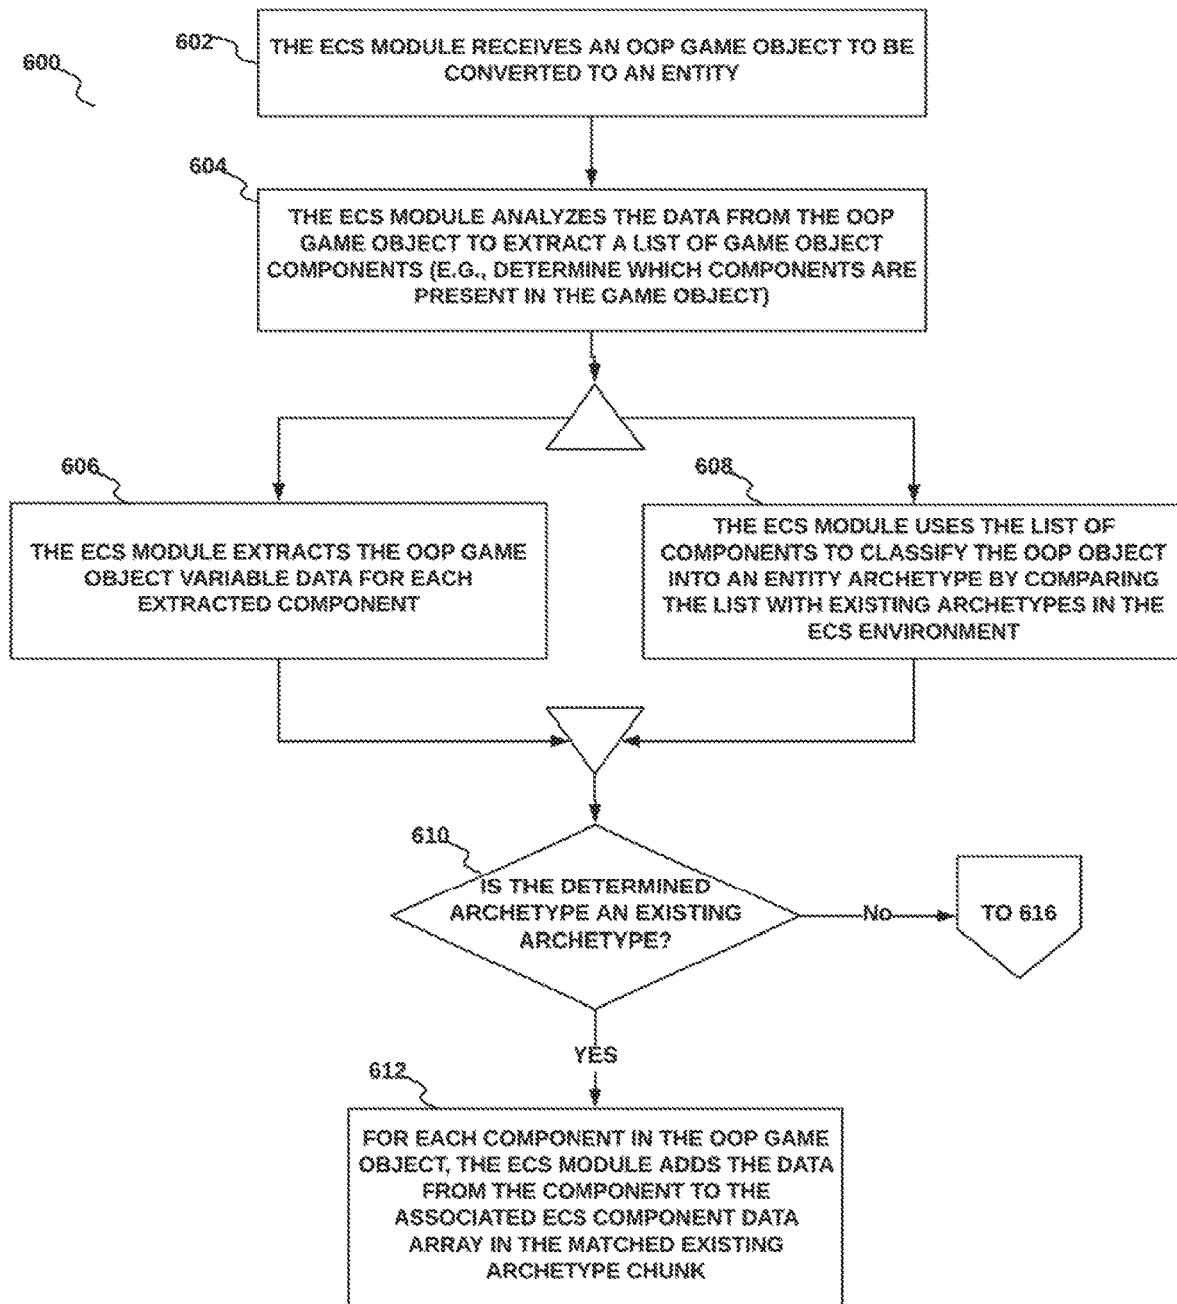 600
602
THE ECS MODULE RECEIVES AN OOP GAME OBJECT TO BE
CONVERTED TO AN ENTITY
604
THE ECS MODULE ANALYZES THE DATA FROM THE OOP
GAME OBJECT TO EXTRACT A LIST OF GAME OBJECT
COMPONENTS (E.G., DETERMINE WHICH COMPONENTS ARE
PRESENT IN THE GAME OBJECT)
606
THE ECS MODULE EXTRACTS THE OOP GAME
OBJECT VARIABLE DATA FOR EACH
EXTRACTED COMPONENT
608
THE ECS MODULE USES THE LIST OF
COMPONENTS TO CLASSIFY THE OOP OBJECT
INTO AN ENTITY ARCHETYPE BY COMPARING
THE LIST WITH EXISTING ARCHETYPES IN THE
ECS ENVIRONMENT
610
IS THE DETERMINED
ARCHETYPE AN EXISTING
ARCHETYPE?
No
TO 616
YES
612
FOR EACH COMPONENT IN THE OOP GAME
OBJECT, THE ECS MODULE ADDS THE DATA
FROM THE COMPONENT TO THE
ASSOCIATED ECS COMPONENT DATA
ARRAY IN THE MATCHED EXISTING
ARCHETYPE CHUNK